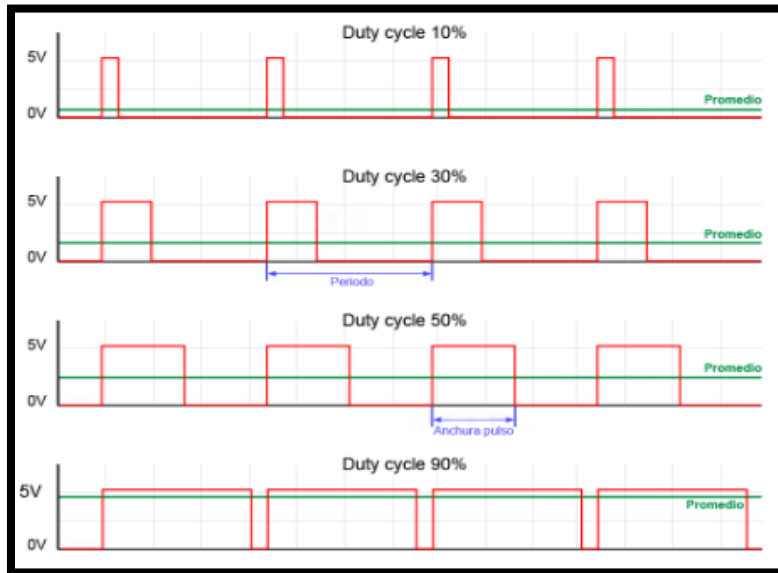 Duty cycle 10%
5V
Promedio
0V
Duty cycle 30%
5V
Promedio
0V
Periodo
Duty cycle 50%
5V
Promedio
0V
Anchura pulso
Duty cycle 90%
5V
Promedio
0V